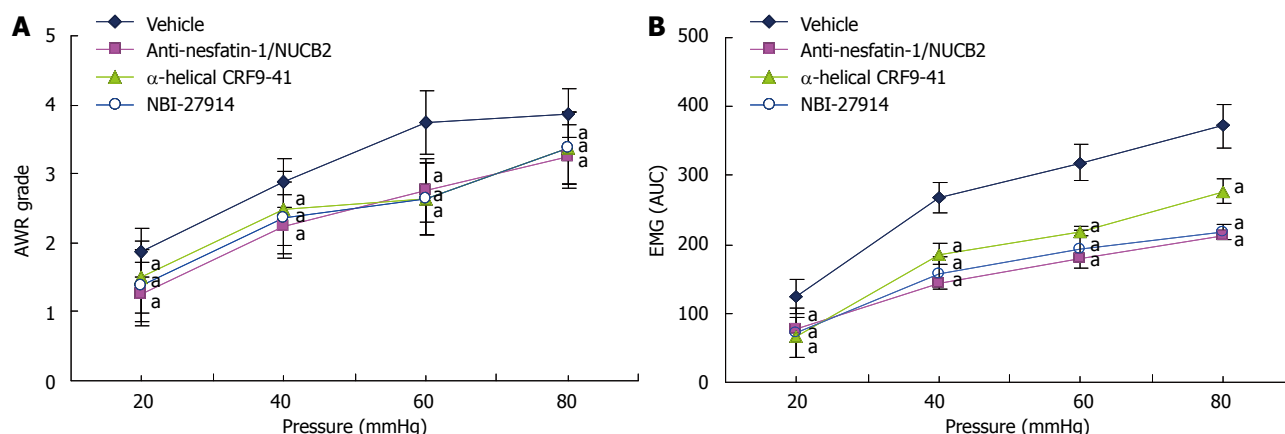 A
Vehicle
Anti-nesfatin-1/NUCB2
α-helical CRF9-41
NBI-27914
5
4
3
2
1
0
AWR grade
a
a
a
a
a
a
a
a
a
a
a
a
20
40
60
80
Pressure (mmHg)
B
Vehicle
Anti-nesfatin-1/NUCB2
α-helical CRF9-41
NBI-27914
500
400
300
200
100
0
EMG (AUC)
a
a
a
a
a
a
a
a
a
a
a
a
20
40
60
80
Pressure (mmHg)